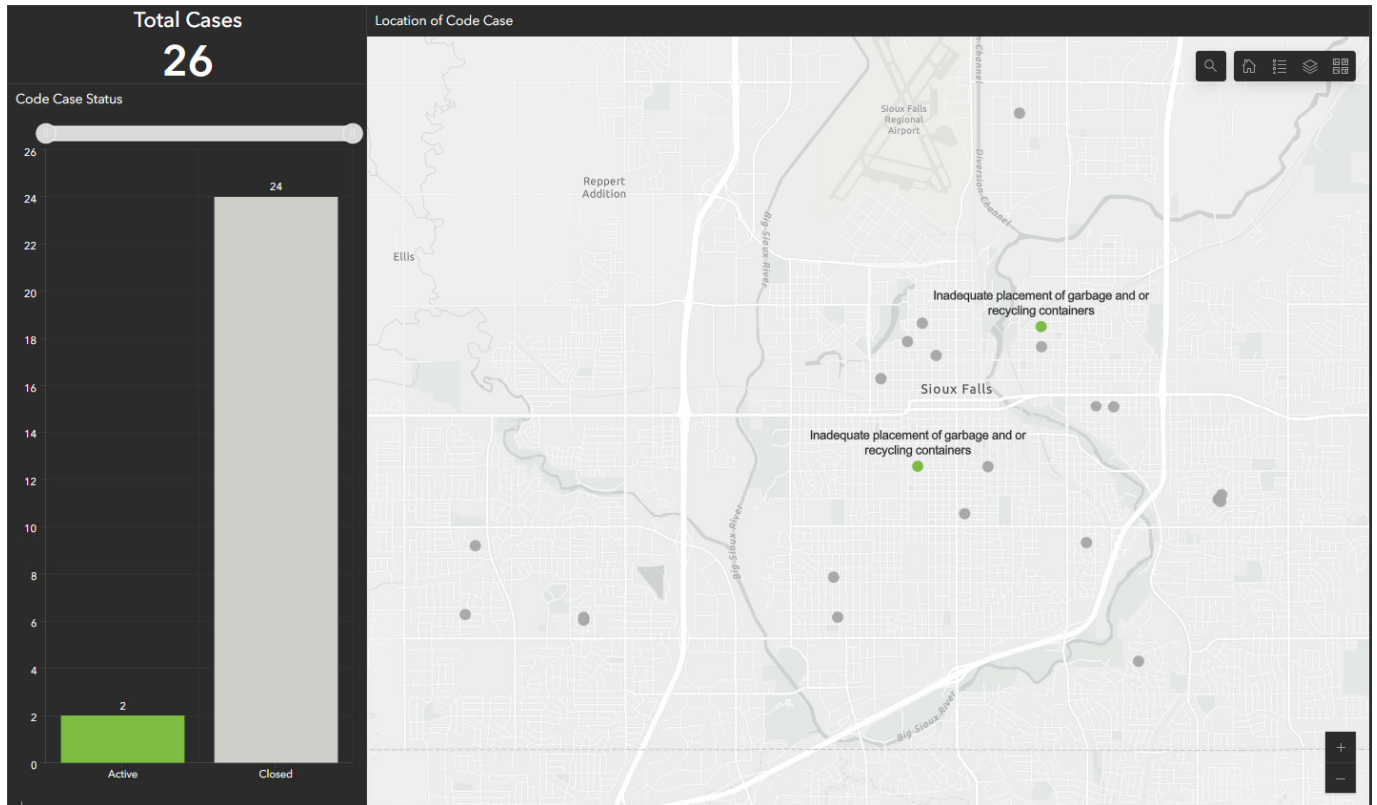 Total Cases
26
Code Case Status
26
24
22
20
18
16
14
12
10
8
6
4
2
0
2
24
Active
Closed
Location of Code Case
Sioux Falls
Regional
Airport
Diversion Channel
Channel
Reppert
Addition
Big Sioux River
Ellis
Inadequate placement of garbage and or
recycling containers
Sioux Falls
Inadequate placement of garbage and or
recycling containers
Big Sioux River
Big Sioux River
+
−